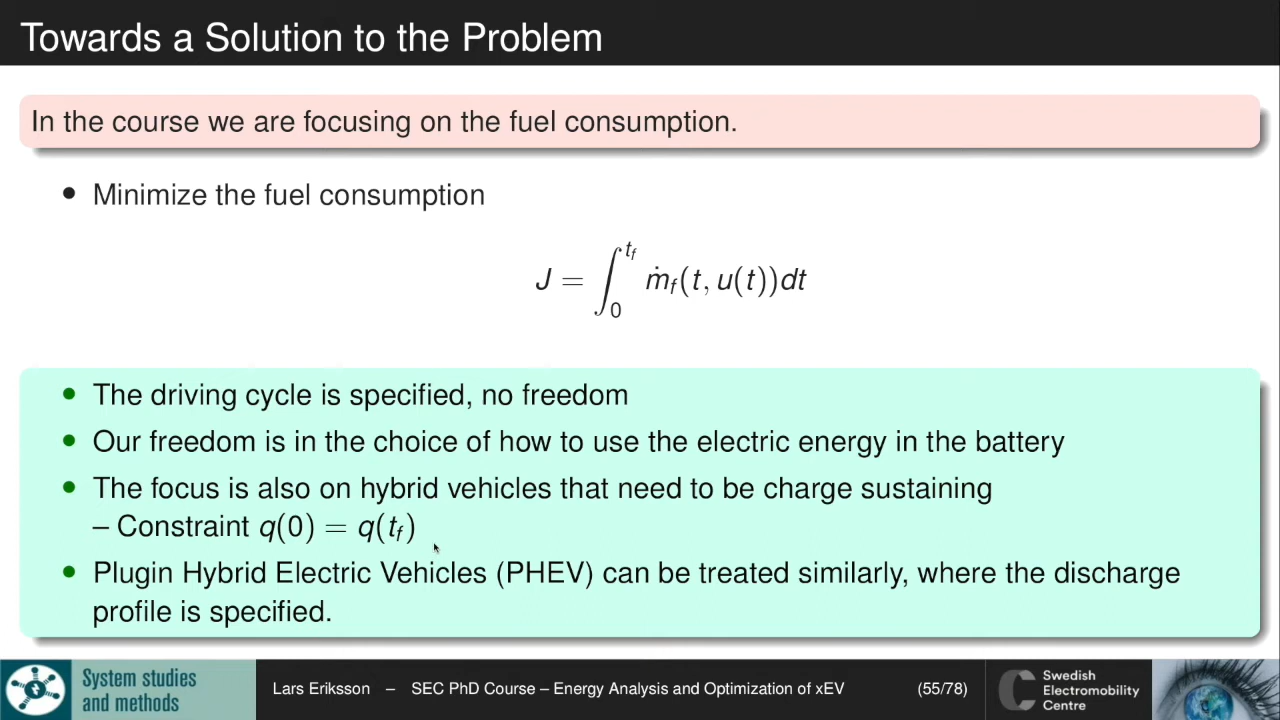 Towards a Solution to the Problem
In the course we are focusing on the fuel consumption.
• Minimize the fuel consumption
J = ∫₀^{t_f} ṁ_f(t, u(t))dt
• The driving cycle is specified, no freedom
• Our freedom is in the choice of how to use the electric energy in the battery
• The focus is also on hybrid vehicles that need to be charge sustaining
– Constraint q(0) = q(t_f)
• Plugin Hybrid Electric Vehicles (PHEV) can be treated similarly, where the discharge
profile is specified.
System studies
and methods
Lars Eriksson – SEC PhD Course – Energy Analysis and Optimization of xEV (55/78)
Swedish
Electromobility
Centre